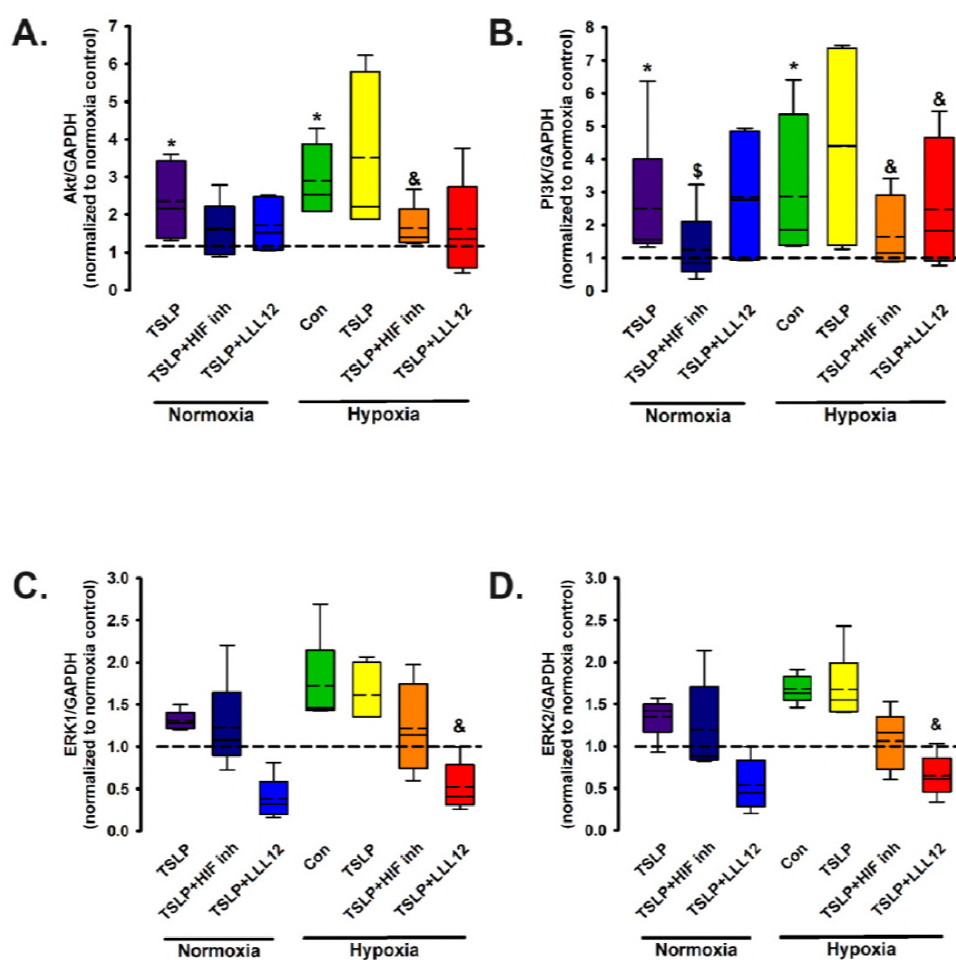 A.
Akt/GAPDH
(normalized to normoxia control)
7
6
5
4
3
2
1
0
*
*
&
TSLP
TSLP+HIF inh
TSLP+LLL12
Con
TSLP
TSLP+HIF inh
TSLP+LLL12
Normoxia
Hypoxia
B.
PI3K/GAPDH
(normalized to normoxia control)
8
7
6
5
4
3
2
1
0
*
$
*
&
&
TSLP
TSLP+HIF inh
TSLP+LLL12
Con
TSLP
TSLP+HIF inh
TSLP+LLL12
Normoxia
Hypoxia
C.
ERK1/GAPDH
(normalized to normoxia control)
3.0
2.5
2.0
1.5
1.0
0.5
0.0
&
TSLP
TSLP+HIF inh
TSLP+LLL12
Con
TSLP
TSLP+HIF inh
TSLP+LLL12
Normoxia
Hypoxia
D.
ERK2/GAPDH
(normalized to normoxia control)
3.0
2.5
2.0
1.5
1.0
0.5
0.0
&
TSLP
TSLP+HIF inh
TSLP+LLL12
Con
TSLP
TSLP+HIF inh
TSLP+LLL12
Normoxia
Hypoxia